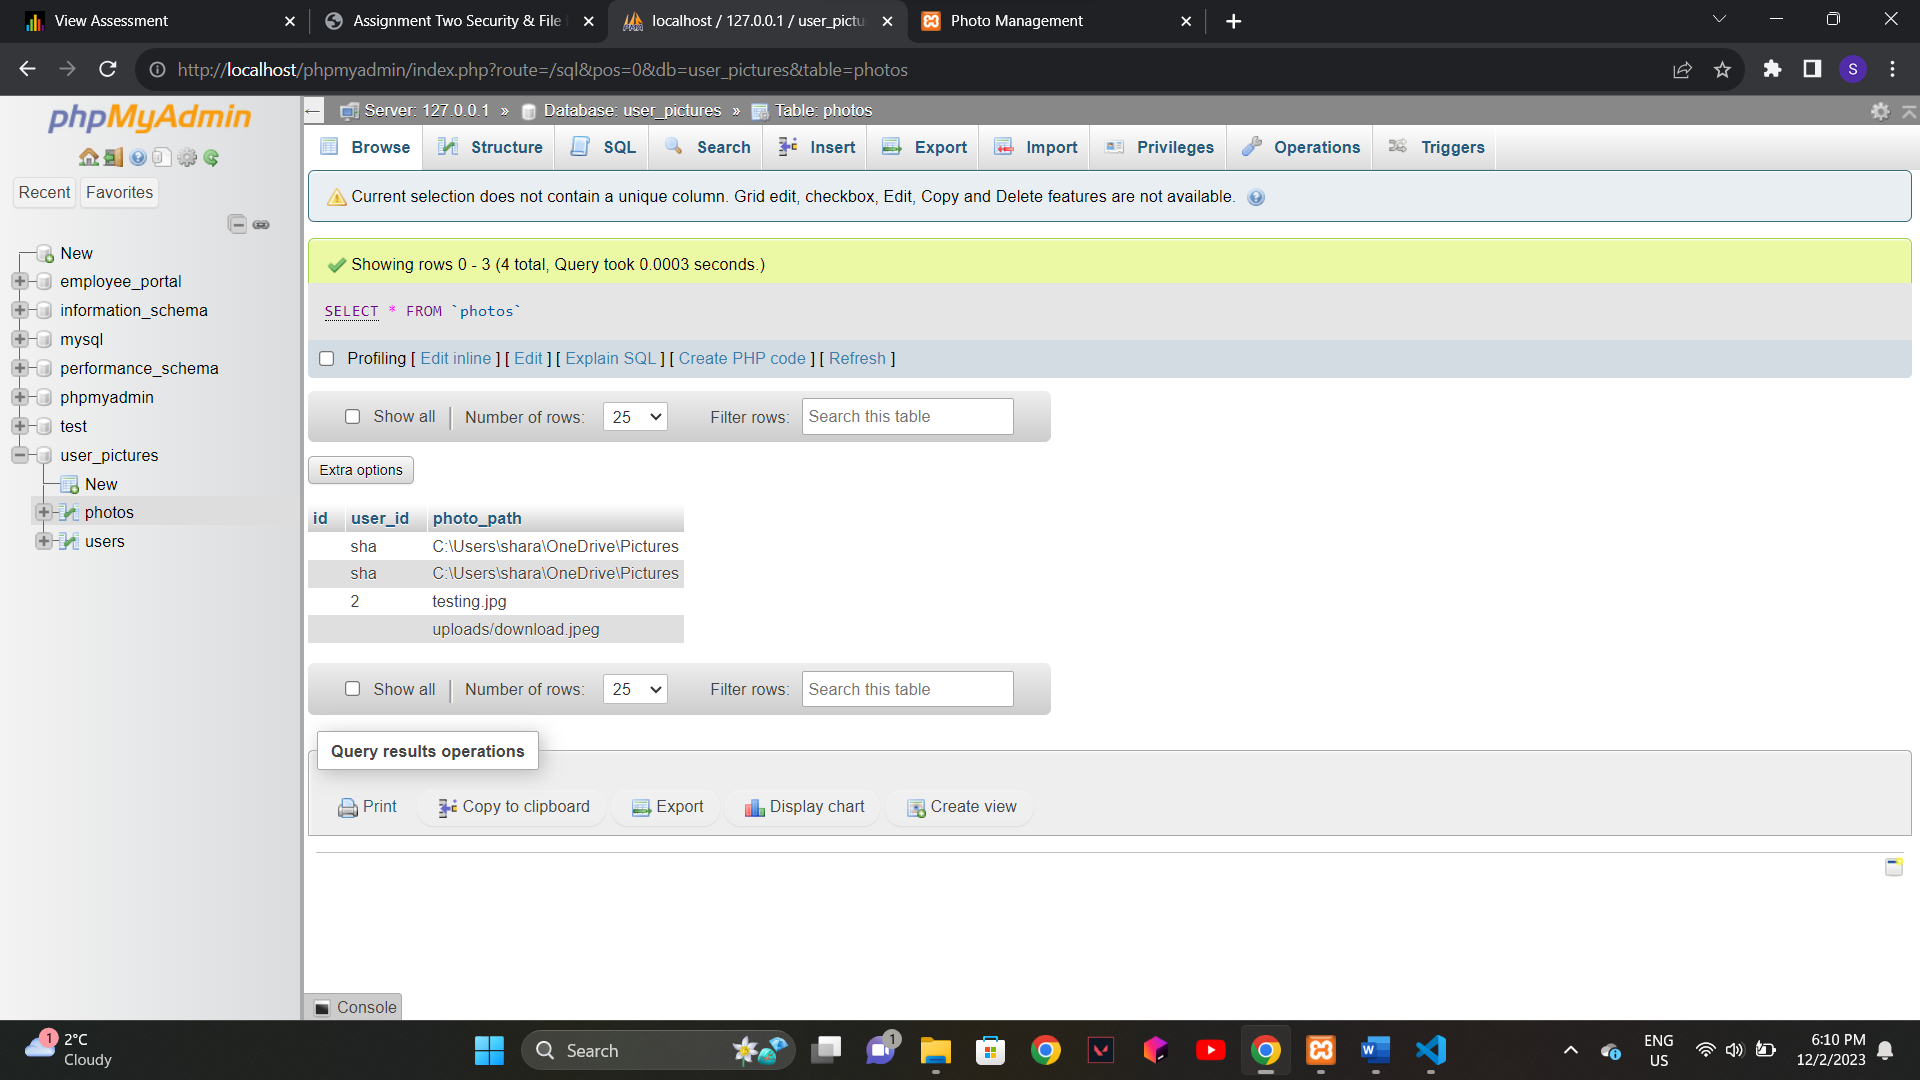 View Assessment
Assignment Two Security & File
localhost / 127.0.0.1 / user_pictu
Photo Management
http://localhost/phpmyadmin/index.php?route=/sql&pos=0&db=user_pictures&table=photos
S
phpMyAdmin
Recent
Favorites
New
employee_portal
information_schema
mysql
performance_schema
phpmyadmin
test
user_pictures
New
photos
users
Server: 127.0.0.1 » Database: user_pictures » Table: photos
Browse
Structure
SQL
Search
Insert
Export
Import
Privileges
Operations
Triggers
Current selection does not contain a unique column. Grid edit, checkbox, Edit, Copy and Delete features are not available.
Showing rows 0 - 3 (4 total, Query took 0.0003 seconds.)
SELECT * FROM `photos`
Profiling [ Edit inline ] [ Edit ] [ Explain SQL ] [ Create PHP code ] [ Refresh ]
Show all
Number of rows:
25
Filter rows:
Search this table
Extra options
id user_id photo_path
sha C:\Users\shara\OneDrive\Pictures
sha C:\Users\shara\OneDrive\Pictures
2 testing.jpg
uploads/download.jpeg
Show all
Number of rows:
25
Filter rows:
Search this table
Query results operations
Print
Copy to clipboard
Export
Display chart
Create view
Console
1
2°C
Cloudy
Search
1
ENG
US
6:10 PM
12/2/2023